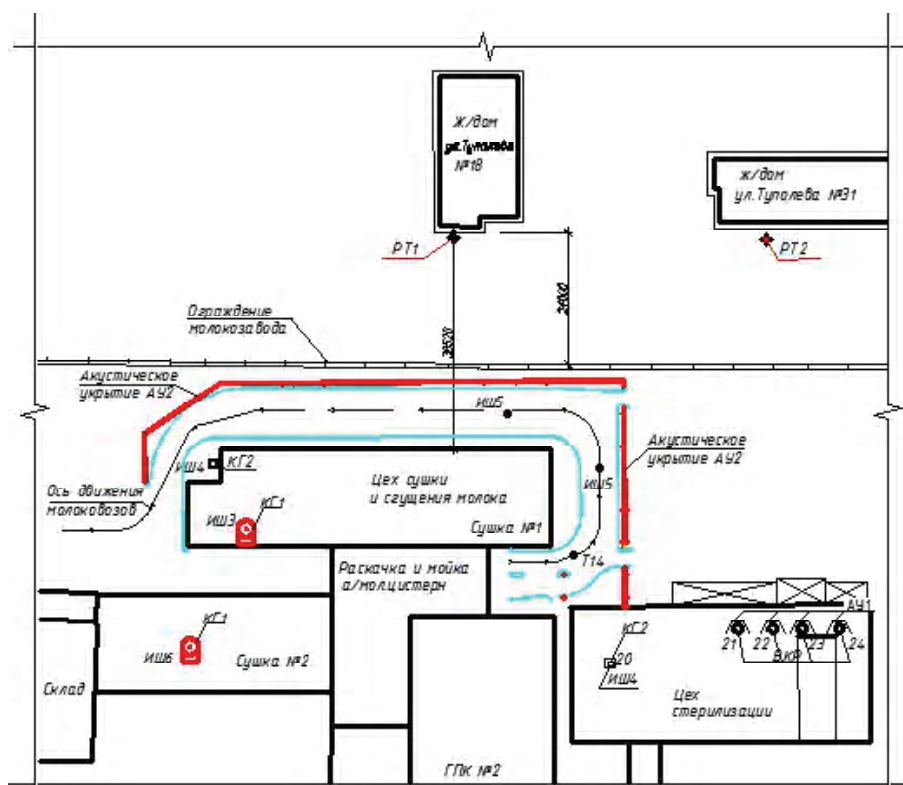 Ж/дом
ул.Туполева
№18
ж/дом
ул.Туполева №31
РТ1
РТ2
Ограждение
молокозавода
Акустическое
укрытие АУ2
ИШ5
Акустическое
укрытие АУ2
ИШ4
КГ2
Цех сушки
и сгущения молока
ИШ5
Ось движения
молоковозов
КГ1
ИШ3
Сушка №1
Т14
Раскачка и мойка
а/молцистерн
АУ1
КГ1
КГ2
21
22
23
24
ВКР
ИШ6
Сушка №2
20
ИШ4
Склад
Цех
стерилизации
ГПК №2